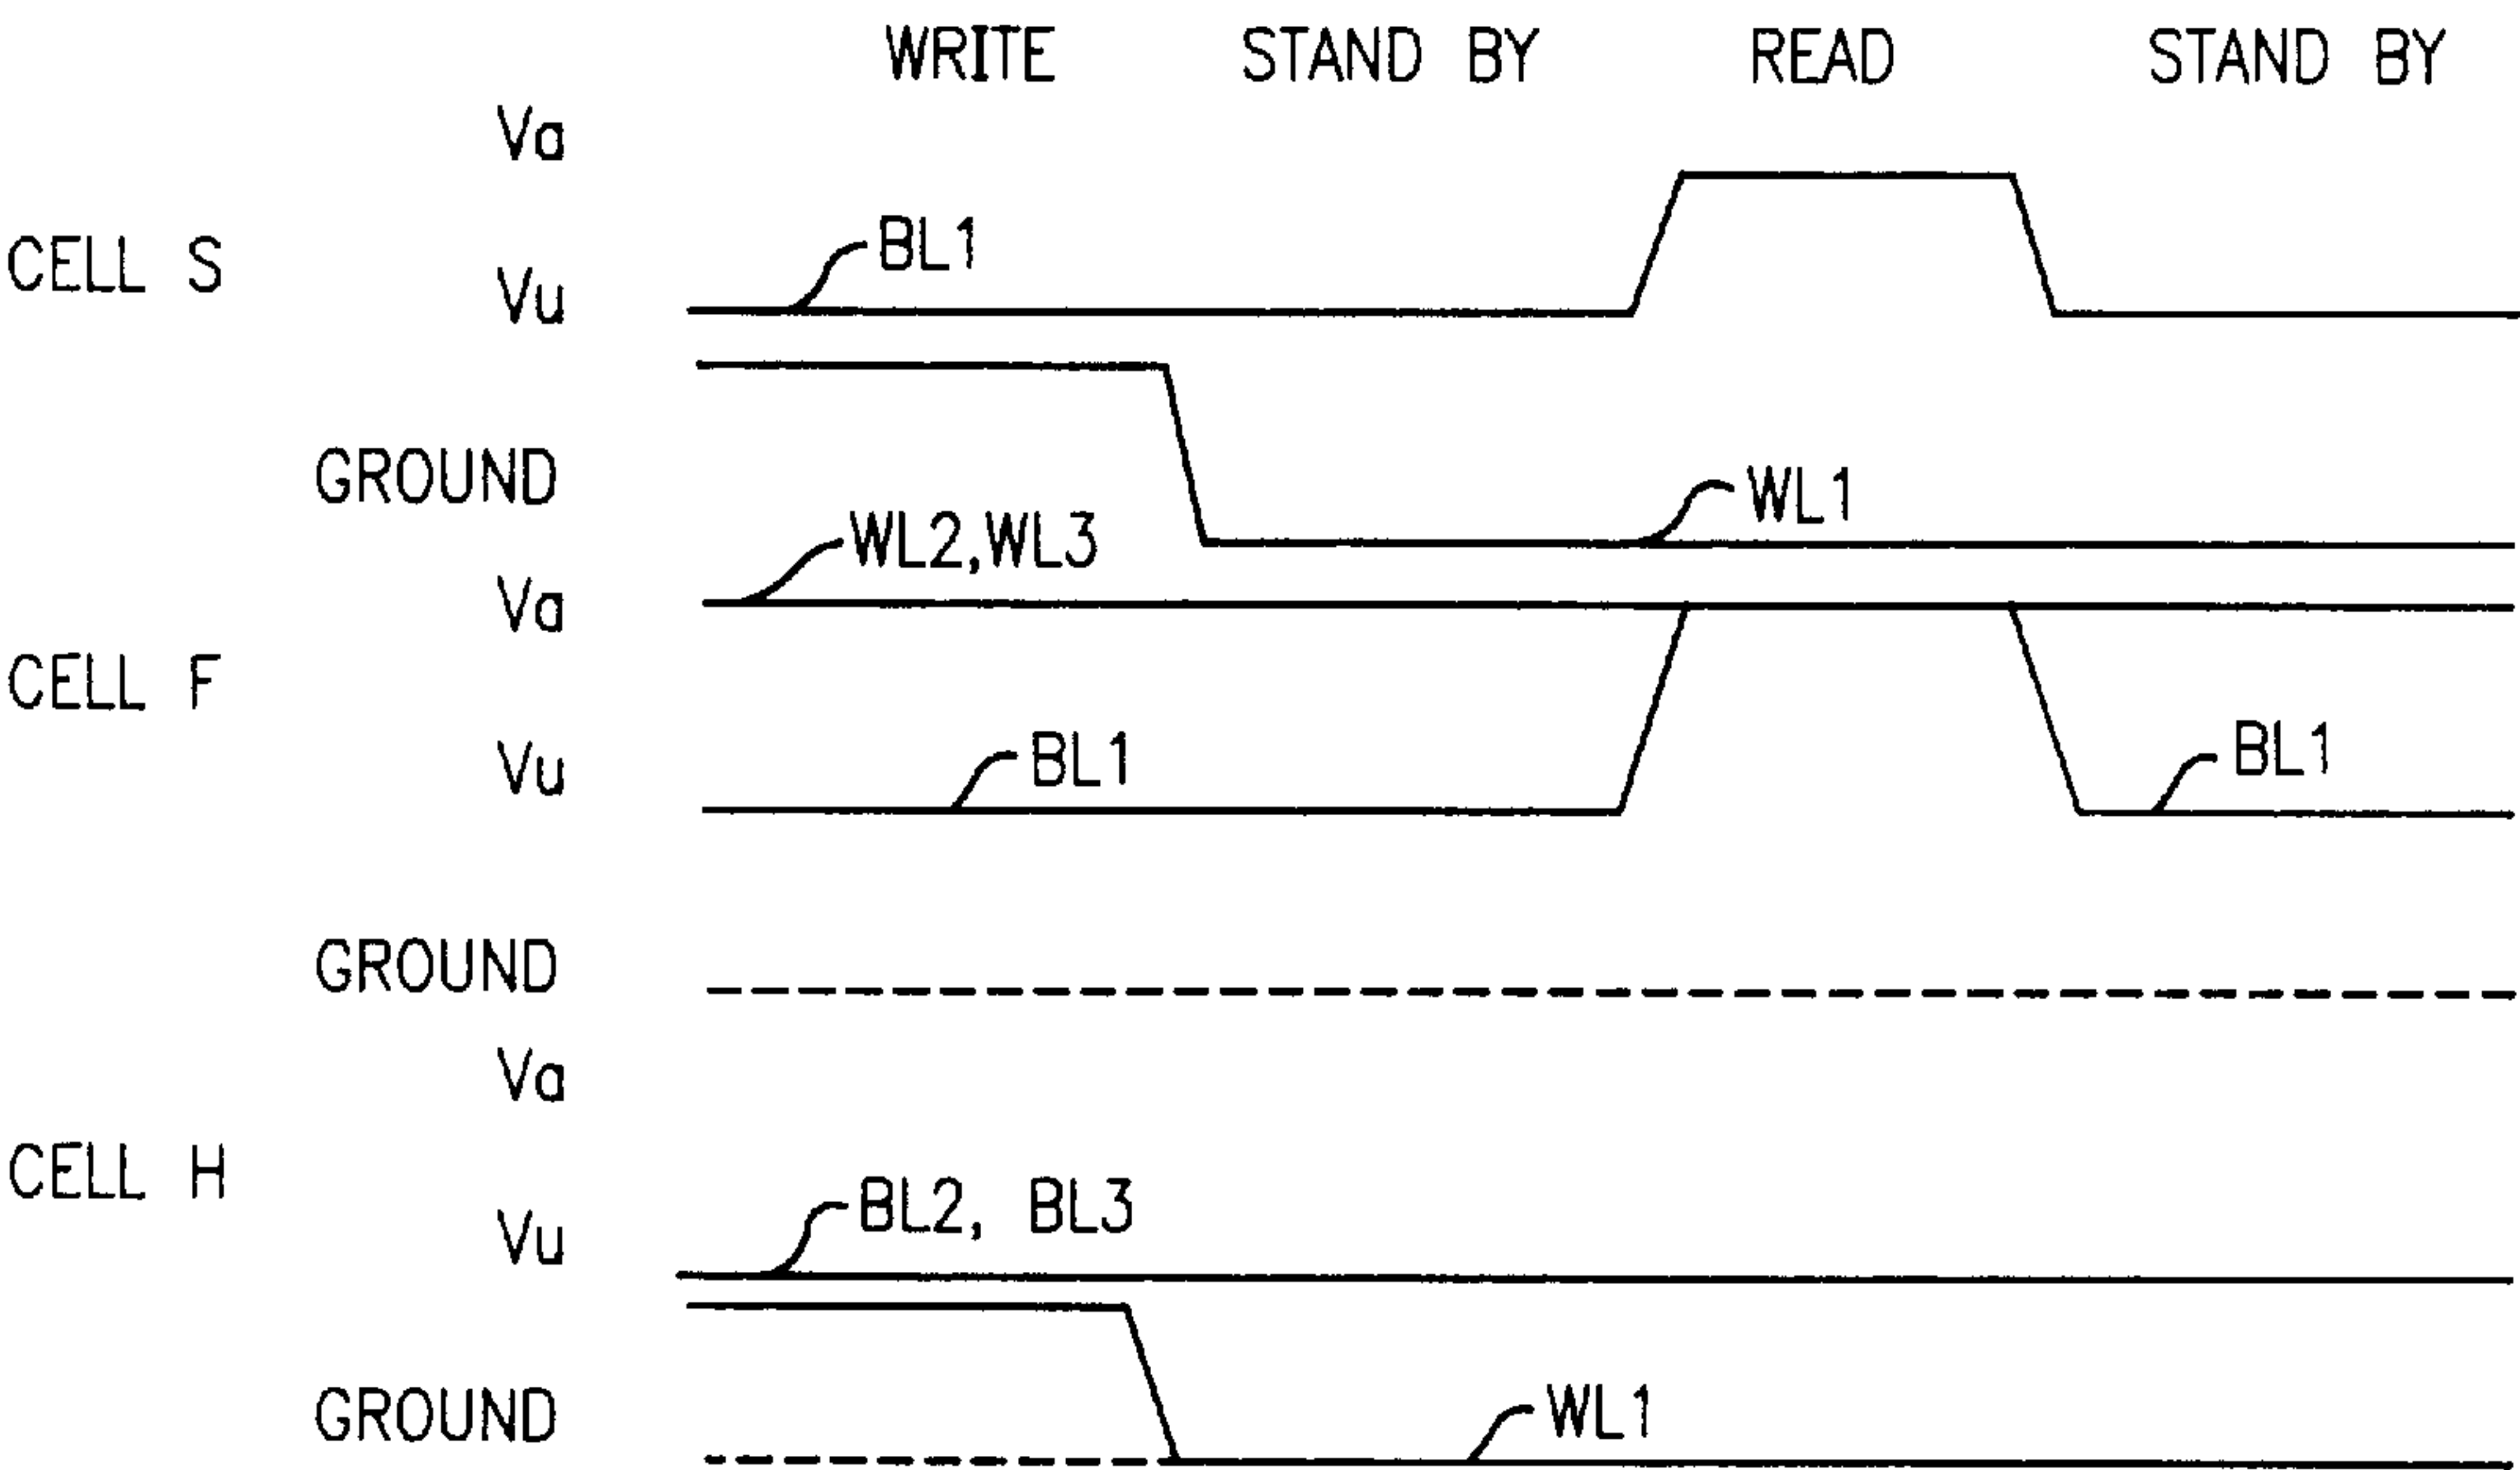 WRITE STAND BY READ STAND BY
Va
BL1
CELL S
Vu
GROUND
WL1
WL2,WL3
Va
CELL F
BL1
BL1
Vu
GROUND
Va
CELL H
BL2, BL3
Vu
GROUND
WL1